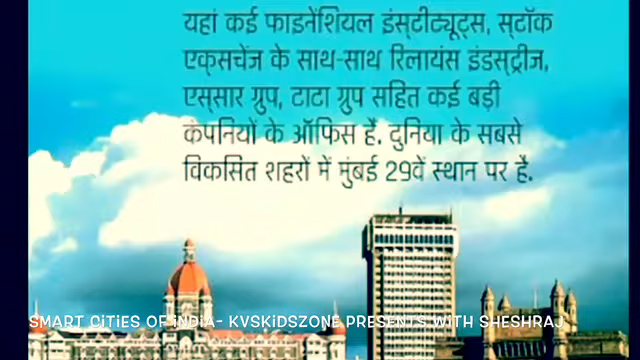 यहां कई फाइनेंशियल इंस्टीट्यूट्स, स्टॉक
एक्सचेंज के साथ-साथ रिलायंस इंडस्ट्रीज,
एस्सार ग्रुप, टाटा ग्रुप सहित कई बड़ी
कंपनियों के ऑफिस हैं. दुनिया के सबसे
विकसित शहरों में मुंबई 29वें स्थान पर है.
SMART CiTiES OF iNDiA- KVSKiDSZONE PRESENTS WiTH SHESHRAJ